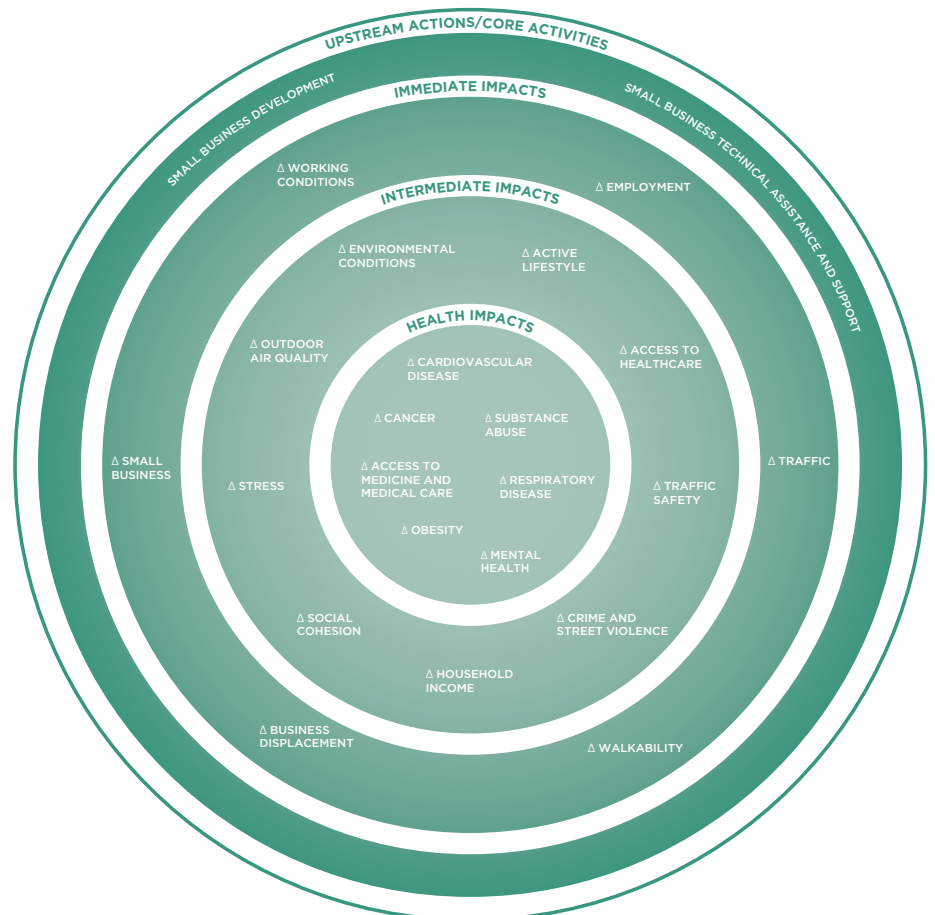 UPSTREAM ACTIONS/CORE ACTIVITIES
SMALL BUSINESS DEVELOPMENT
SMALL BUSINESS TECHNICAL ASSISTANCE AND SUPPORT
IMMEDIATE IMPACTS
Δ WORKING
CONDITIONS
Δ EMPLOYMENT
Δ SMALL
BUSINESS
Δ TRAFFIC
Δ BUSINESS
DISPLACEMENT
Δ WALKABILITY
INTERMEDIATE IMPACTS
Δ ENVIRONMENTAL
CONDITIONS
Δ ACTIVE
LIFESTYLE
Δ OUTDOOR
AIR QUALITY
Δ ACCESS TO
HEALTHCARE
Δ STRESS
Δ TRAFFIC
SAFETY
Δ SOCIAL
COHESION
Δ CRIME AND
STREET VIOLENCE
Δ HOUSEHOLD
INCOME
HEALTH IMPACTS
Δ CARDIOVASCULAR
DISEASE
Δ CANCER
Δ SUBSTANCE
ABUSE
Δ ACCESS TO
MEDICINE AND
MEDICAL CARE
Δ RESPIRATORY
DISEASE
Δ OBESITY
Δ MENTAL
HEALTH